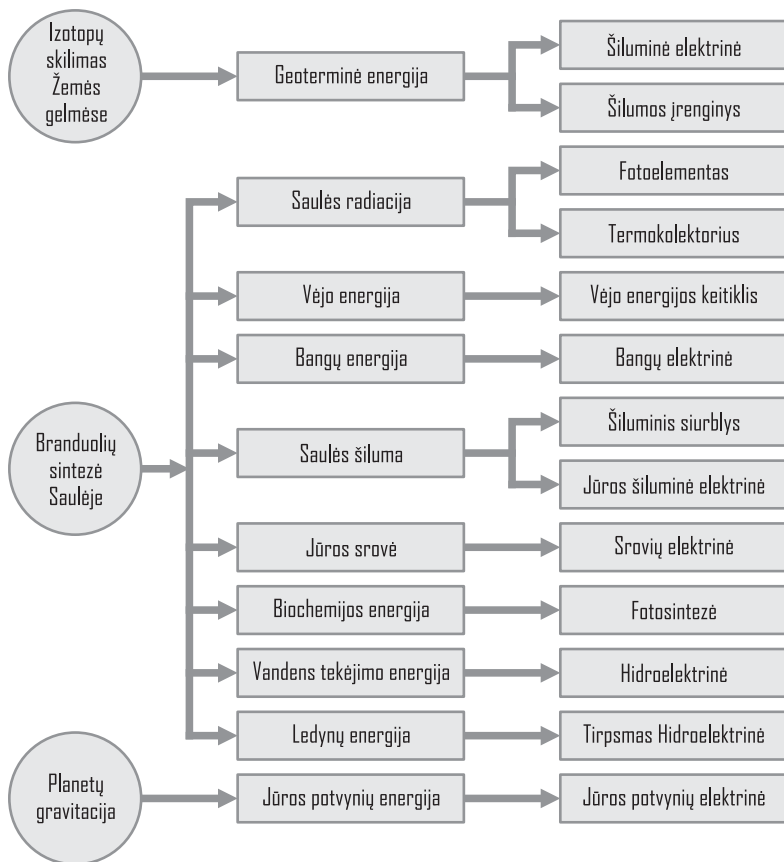 Izotopų
skilimas
Žemės
gelmėse
Geoterminė energija
Šiluminė elektrinė
Šilumos įrenginys
Branduolių
sintezė
Saulėje
Saulės radiacija
Fotoelementas
Termokolektorius
Vėjo energija
Vėjo energijos keitiklis
Bangų energija
Bangų elektrinė
Saulės šiluma
Šiluminis siurblys
Jūros šiluminė elektrinė
Jūros srovė
Srovių elektrinė
Biochemijos energija
Fotosintezė
Vandens tekėjimo energija
Hidroelektrinė
Ledynų energija
Tirpsmas Hidroelektrinė
Planetų
gravitacija
Jūros potvynių energija
Jūros potvynių elektrinė